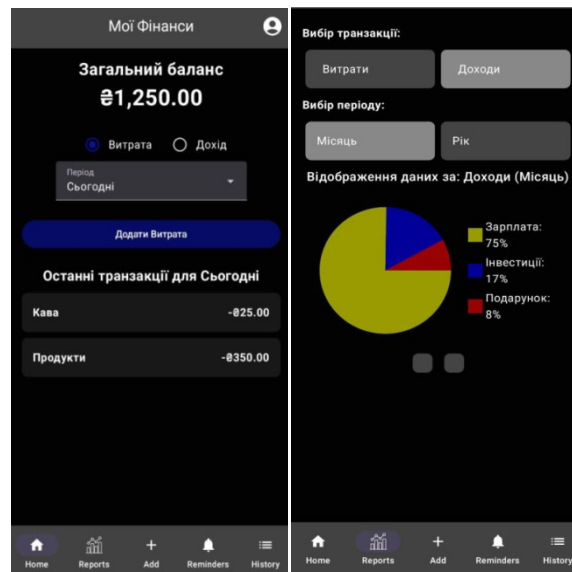 Мої Фінанси
Загальний баланс
₴1,250.00
Витрата
Дохід
Період
Сьогодні
Додати Витрата
Останні транзакції для Сьогодні
Кава -₴25.00
Продукти -₴350.00
Home Reports Add Reminders History
Вибір транзакції:
Витрати Доходи
Вибір періоду:
Місяць Рік
Відображення даних за: Доходи (Місяць)
Зарплата:
75%
Інвестиції:
17%
Подарунок:
8%
Home Reports Add Reminders History